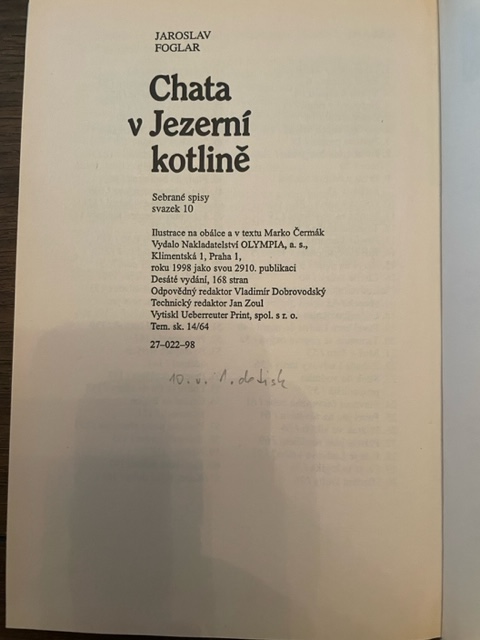 JAROSLAV
FOGLAR
Chata
v Jezerní
kotlině
Sebrané spisy
svazek 10
Ilustrace na obálce a v textu Marko Čermák
Vydalo Nakladatelství OLYMPIA, a. s.,
Klimentská 1, Praha 1,
roku 1998 jako svou 2910. publikaci
Desáté vydání, 168 stran
Odpovědný redaktor Vladimír Dobrovodský
Technický redaktor Jan Zoul
Vytiskl Ueberreuter Print, spol. s r. o.
Tem. sk. 14/64
27–022–98
10. v. 1. dotisk